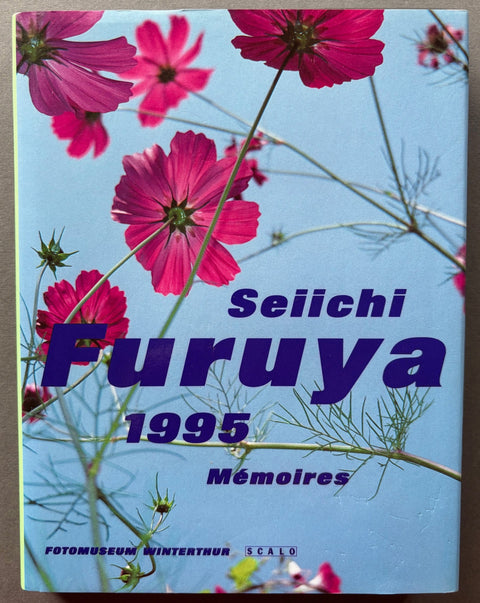 Seiichi
Furuya
1995
Mémoires
FOTOMUSEUM WINTERTHUR SCALO